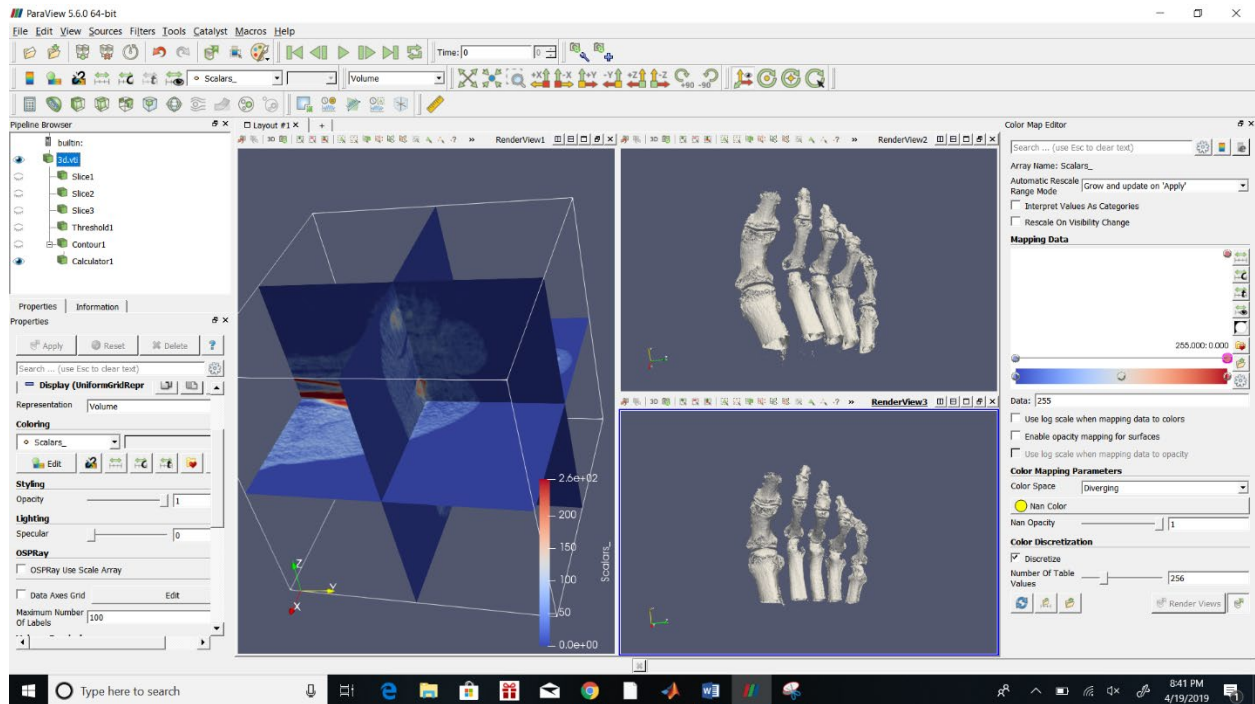 ParaView 5.6.0 64-bit
File Edit View Sources Filters Tools Catalyst Macros Help
Time: 0 0
Scalars_ Volume +X -X +Y -Y +Z -Z +90 -90
Pipeline Browser
builtin:
3d.vti
Slice1
Slice2
Slice3
Threshold1
Contour1
Calculator1
Properties Information
Properties
Apply Reset Delete ?
Search ... (use Esc to clear text)
Display (UniformGridRepr
Representation Volume
Coloring
Scalars_
Edit
Styling
Opacity 1
Lighting
Specular 0
OSPRay
OSPRay Use Scale Array
Data Axes Grid Edit
Maximum Number Of Labels 100
Layout #1 × +
3D RenderView1
Z
Y
X
2.6e+02
200
150
100
50
0.0e+00
Scalars_
3D RenderView2
3D RenderView3
Color Map Editor
Search ... (use Esc to clear text)
Array Name: Scalars_
Automatic Rescale Range Mode Grow and update on 'Apply'
Interpret Values As Categories
Rescale On Visibility Change
Mapping Data
255.000: 0.000
Data: 255
Use log scale when mapping data to colors
Enable opacity mapping for surfaces
Use log scale when mapping data to opacity
Color Mapping Parameters
Color Space Diverging
Nan Color
Nan Opacity 1
Color Discretization
Discretize
Number Of Table Values 256
Render Views
Type here to search
8:41 PM
4/19/2019